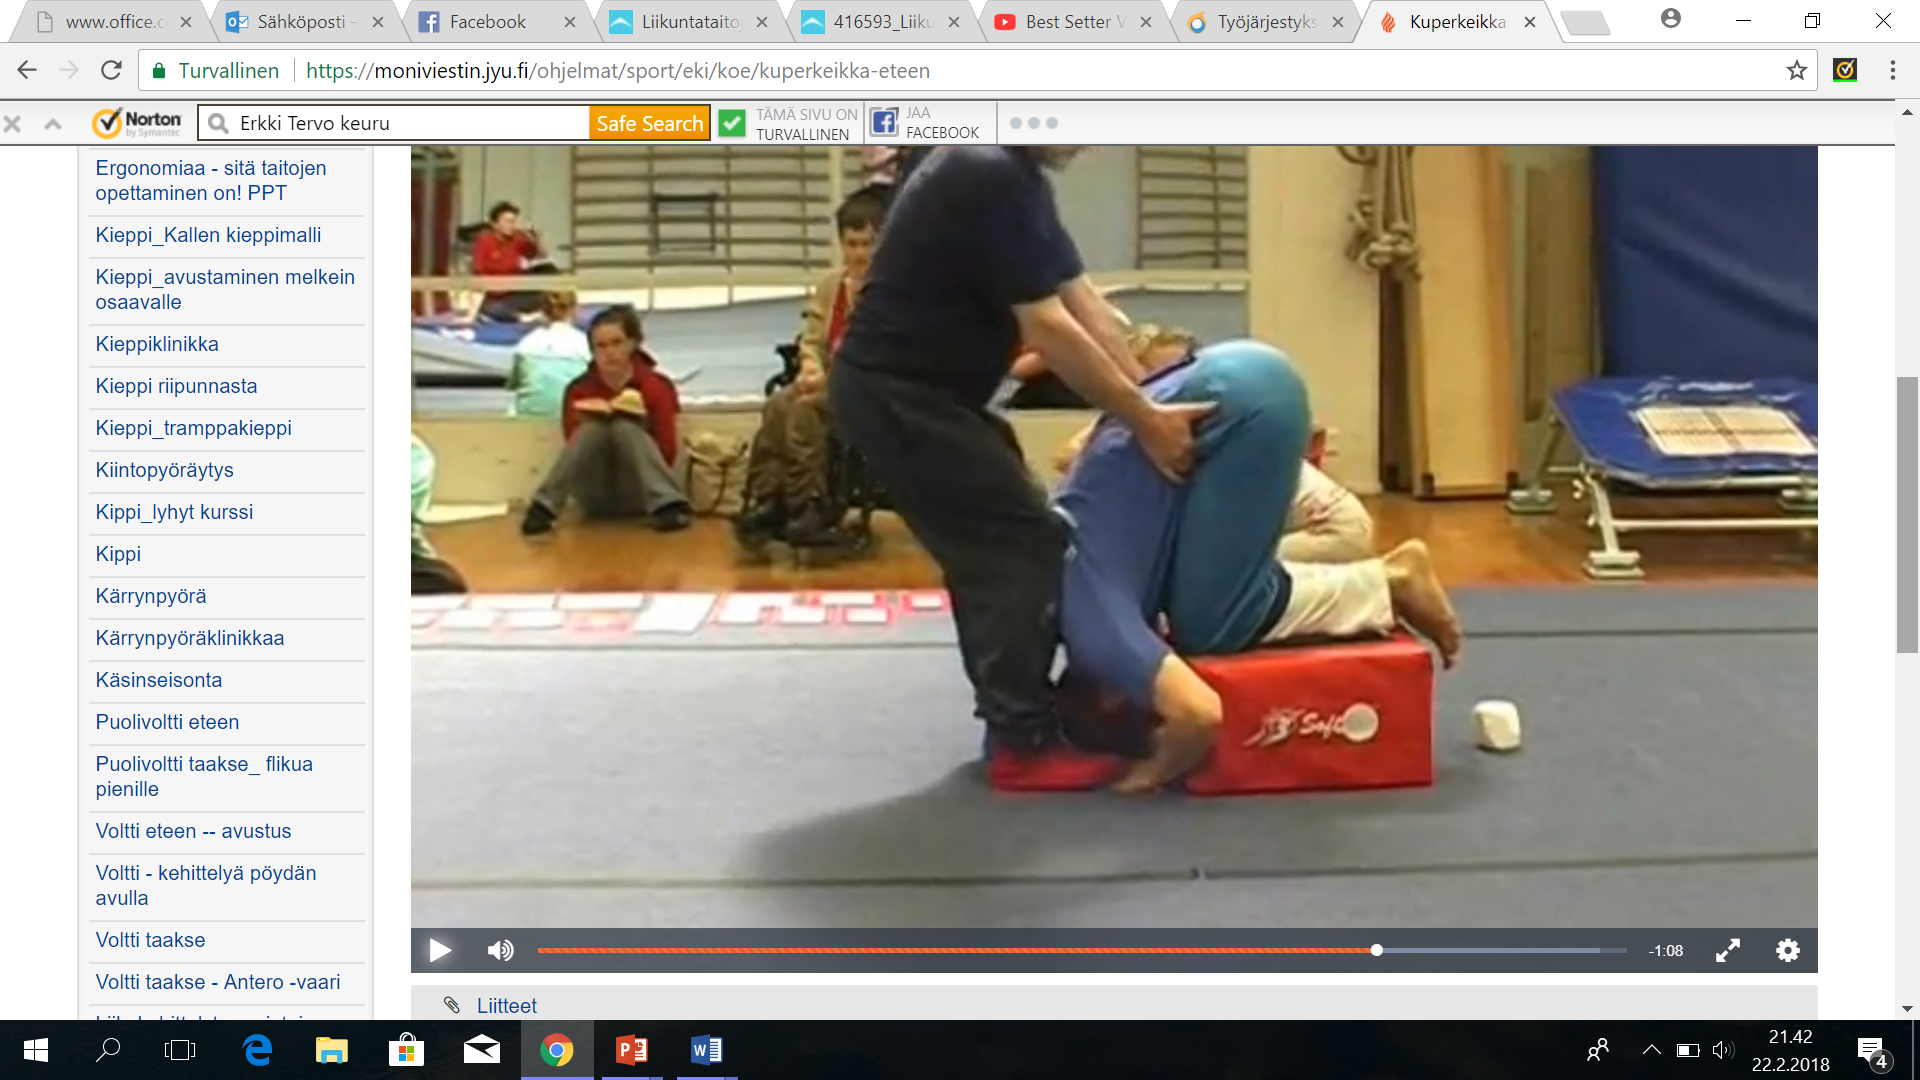 www.office.c
Sähköposti -
Facebook
Liikuntataito
416593_Liiku
Best Setter V
Työjärjestyks
Kuperkeikka
Turvallinen
https://moniviestin.jyu.fi/ohjelmat/sport/eki/koe/kuperkeikka-eteen
Norton
by Symantec
Erkki Tervo keuru
Safe Search
TÄMÄ SIVU ON
TURVALLINEN
JAA
FACEBOOK
Ergonomiaa - sitä taitojen
opettaminen on! PPT
Kieppi_Kallen kieppimalli
Kieppi_avustaminen melkein
osaavalle
Kieppiklinikka
Kieppi riipunnasta
Kieppi_tramppakieppi
Kiintopyöräytys
Kippi_lyhyt kurssi
Kippi
Kärrynpyörä
Kärrynpyöräklinikkaa
Käsinseisonta
Puolivoltti eteen
Puolivoltti taakse_ flikua
pienille
Voltti eteen -- avustus
Voltti - kehittelyä pöydän
avulla
Voltti taakse
Voltti taakse - Antero -vaari
-1:08
Liitteet
21.42
22.2.2018
4